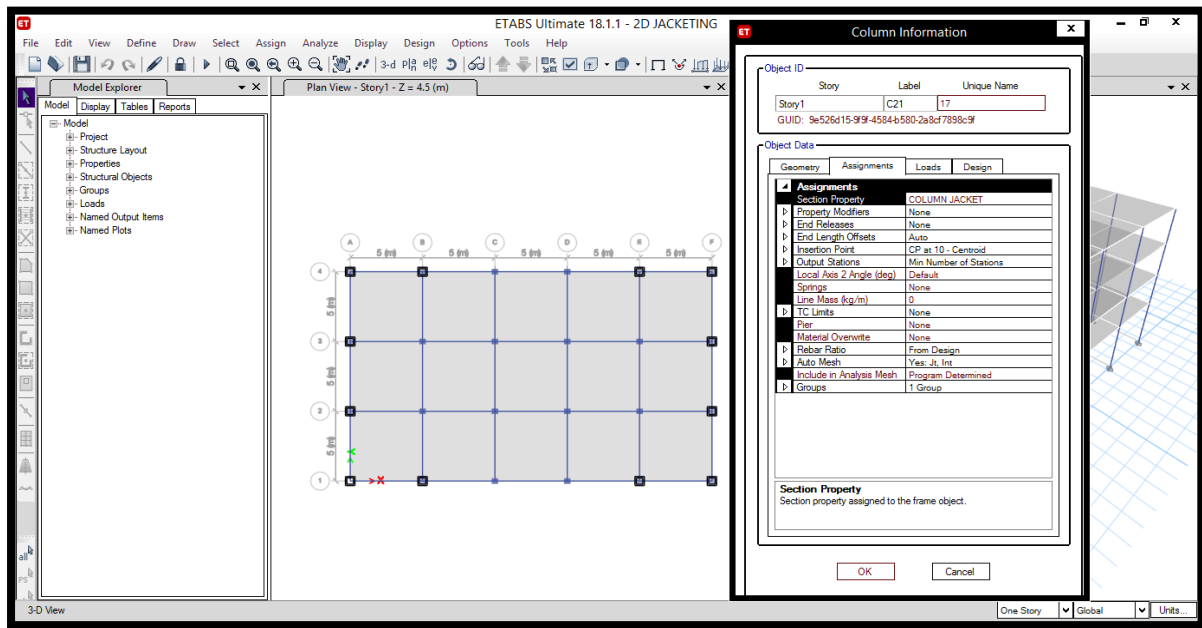 ET
ETABS Ultimate 18.1.1 - 2D JACKETING
File Edit View Define Draw Select Assign Analyze Display Design Options Tools Help
3-d
Model Explorer
Model Display Tables Reports
Model
Project
Structure Layout
Properties
Structural Objects
Groups
Loads
Named Output Items
Named Plots
all
PS
Plan View - Story1 - Z = 4.5 (m)
A B C D E F
5 (m) 5 (m) 5 (m) 5 (m) 5 (m)
4
5 (m)
3
5 (m)
2
5 (m)
1
X
Y
ET
Column Information
X
Object ID
Story Label Unique Name
Story1 C21 17
GUID: 9e526d15-9f9f-4584-b580-2a8cf7898c9f
Object Data
Geometry Assignments Loads Design
Assignments
Section Property COLUMN JACKET
Property Modifiers None
End Releases None
End Length Offsets Auto
Insertion Point CP at 10 - Centroid
Output Stations Min Number of Stations
Local Axis 2 Angle (deg) Default
Springs None
Line Mass (kg/m) 0
TC Limits None
Pier None
Material Overwrite None
Rebar Ratio From Design
Auto Mesh Yes: Jt, Int
Include in Analysis Mesh Program Determined
Groups 1 Group
Section Property
Section property assigned to the frame object.
OK Cancel
3-D View
One Story Global Units...